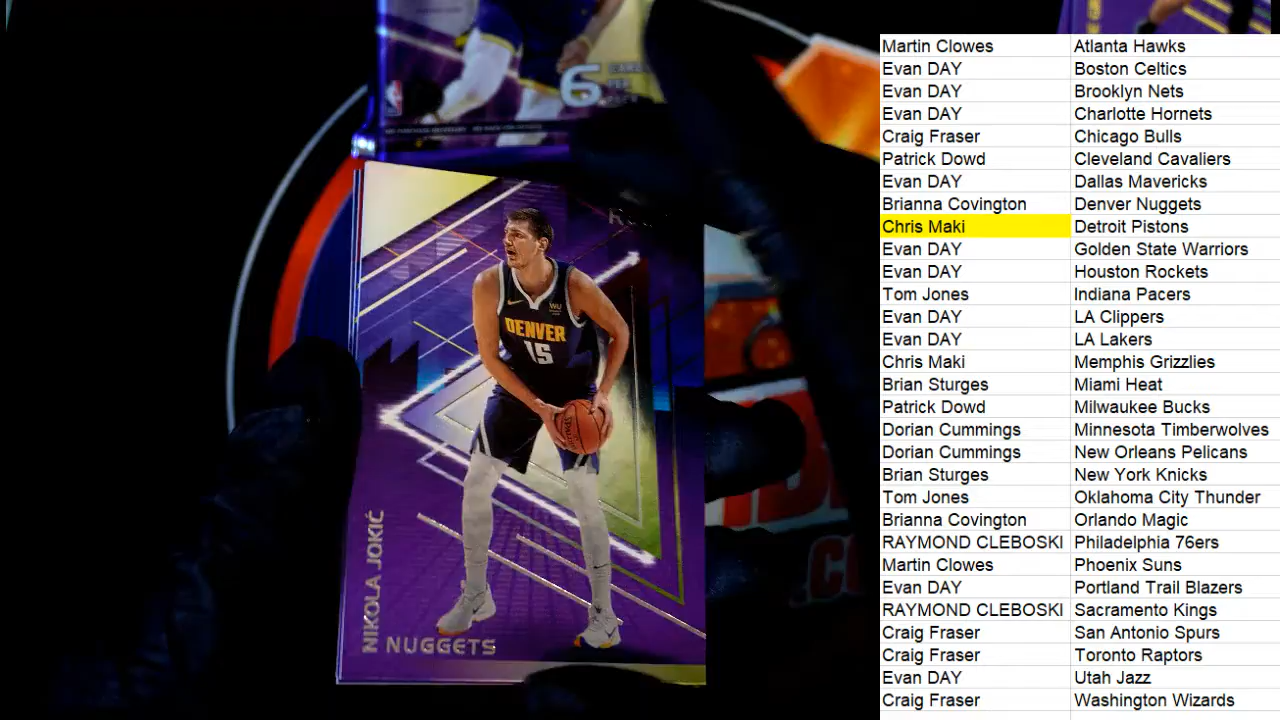 6
DENVER
15
NIKOLA JOKIĆ
NUGGETS
Martin Clowes Atlanta Hawks
Evan DAY Boston Celtics
Evan DAY Brooklyn Nets
Evan DAY Charlotte Hornets
Craig Fraser Chicago Bulls
Patrick Dowd Cleveland Cavaliers
Evan DAY Dallas Mavericks
Brianna Covington Denver Nuggets
Chris Maki Detroit Pistons
Evan DAY Golden State Warriors
Evan DAY Houston Rockets
Tom Jones Indiana Pacers
Evan DAY LA Clippers
Evan DAY LA Lakers
Chris Maki Memphis Grizzlies
Brian Sturges Miami Heat
Patrick Dowd Milwaukee Bucks
Dorian Cummings Minnesota Timberwolves
Dorian Cummings New Orleans Pelicans
Brian Sturges New York Knicks
Tom Jones Oklahoma City Thunder
Brianna Covington Orlando Magic
RAYMOND CLEBOSKI Philadelphia 76ers
Martin Clowes Phoenix Suns
Evan DAY Portland Trail Blazers
RAYMOND CLEBOSKI Sacramento Kings
Craig Fraser San Antonio Spurs
Craig Fraser Toronto Raptors
Evan DAY Utah Jazz
Craig Fraser Washington Wizards